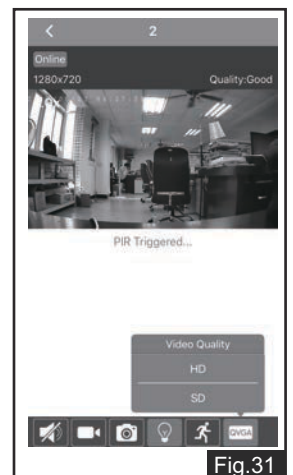 2
Online
1280x720 Quality:Good
PIR Triggered...
Video Quality
HD
SD
QVGA
Fig.31